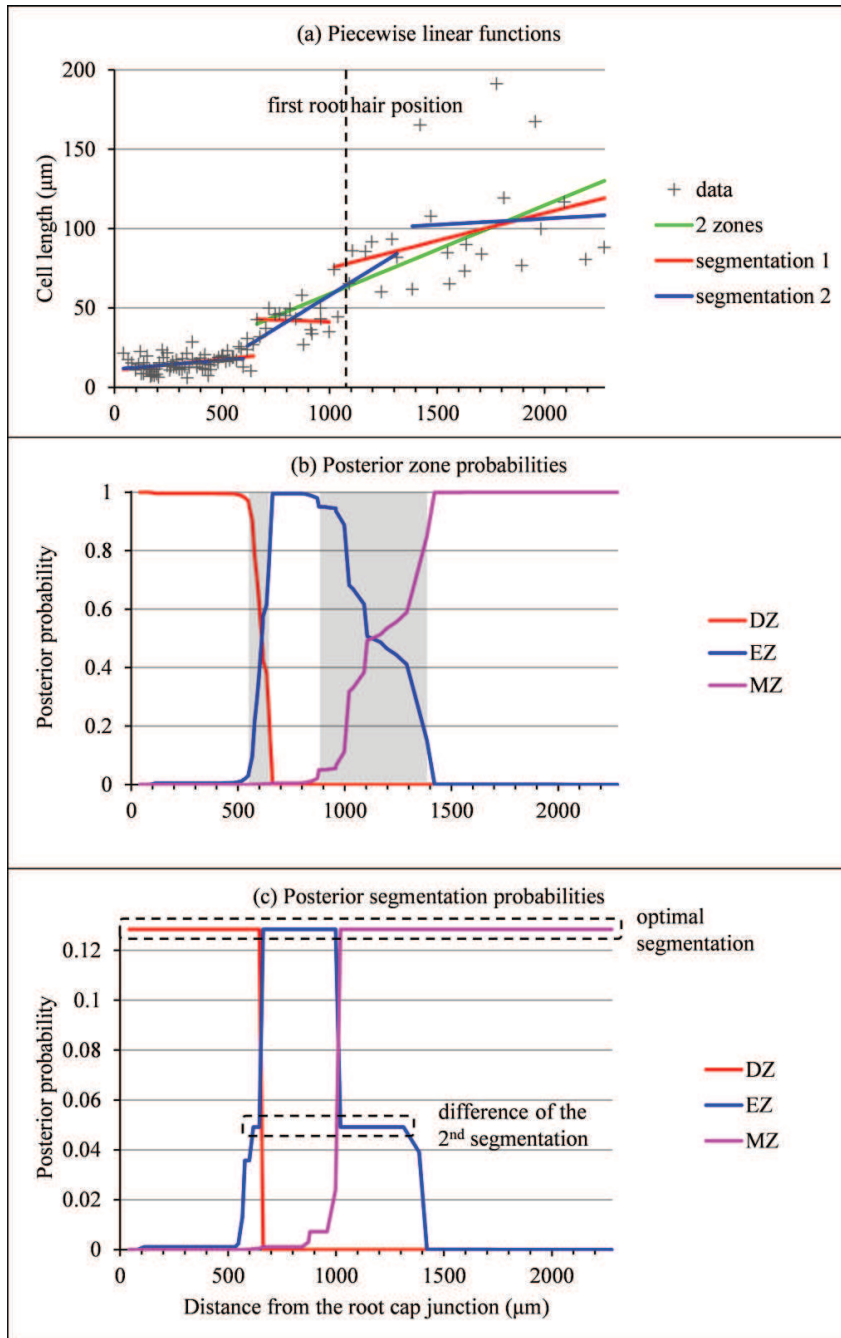 (a) Piecewise linear functions
200
150
100
50
0
0
500
1000
1500
2000
Cell length (μm)
first root hair position
data
2 zones
segmentation 1
segmentation 2
(b) Posterior zone probabilities
1
0.8
0.6
0.4
0.2
0
0
500
1000
1500
2000
Posterior probability
DZ
EZ
MZ
(c) Posterior segmentation probabilities
optimal
segmentation
0.12
0.1
0.08
0.06
0.04
0.02
0
0
500
1000
1500
2000
Posterior probability
difference of the
2nd segmentation
DZ
EZ
MZ
Distance from the root cap junction (μm)